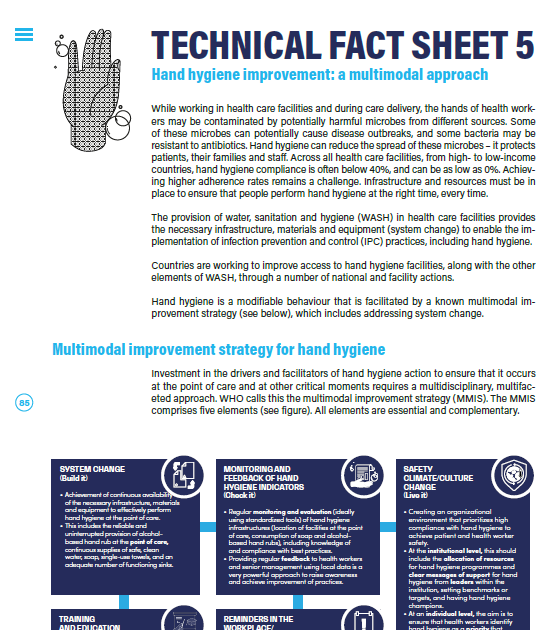 TECHNICAL FACT SHEET 5
Hand hygiene improvement: a multimodal approach
While working in health care facilities and during care delivery, the hands of health work-
ers may be contaminated by potentially harmful microbes from different sources. Some
of these microbes can potentially cause disease outbreaks, and some bacteria may be
resistant to antibiotics. Hand hygiene can reduce the spread of these microbes – it protects
patients, their families and staff. Across all health care facilities, from high- to low-income
countries, hand hygiene compliance is often below 40%, and can be as low as 0%. Achiev-
ing higher adherence rates remains a challenge. Infrastructure and resources must be in
place to ensure that people perform hand hygiene at the right time, every time.
The provision of water, sanitation and hygiene (WASH) in health care facilities provides
the necessary infrastructure, materials and equipment (system change) to enable the im-
plementation of infection prevention and control (IPC) practices, including hand hygiene.
Countries are working to improve access to hand hygiene facilities, along with the other
elements of WASH, through a number of national and facility actions.
Hand hygiene is a modifiable behaviour that is facilitated by a known multimodal im-
provement strategy (see below), which includes addressing system change.
Multimodal improvement strategy for hand hygiene
Investment in the drivers and facilitators of hand hygiene action to ensure that it occurs
at the point of care and at other critical moments requires a multidisciplinary, multifac-
eted approach. WHO calls this the multimodal improvement strategy (MMIS). The MMIS
comprises five elements (see figure). All elements are essential and complementary.
85
SYSTEM CHANGE
(Build it)
• Achievement of continuous availability
of the necessary infrastructure, materials
and equipment to effectively perform
hand hygiene at the point of care.
• This includes the reliable and
uninterrupted provision of alcohol-
based hand rub at the point of care,
continuous supplies of safe, clean
water, soap, single-use towels, and an
adequate number of functioning sinks.
MONITORING AND
FEEDBACK OF HAND
HYGIENE INDICATORS
(Check it)
• Regular monitoring and evaluation (ideally
using standardized tools) of hand hygiene
infrastructures (location of facilities at the point
of care, consumption of soap and alcohol-
based hand rubs), including knowledge of
and compliance with best practices.
• Providing regular feedback to health workers
and senior management using local data is a
very powerful approach to raise awareness
and achieve improvement of practices.
SAFETY
CLIMATE/CULTURE
CHANGE
(Live it)
• Creating an organizational
environment that prioritizes high
compliance with hand hygiene to
achieve patient and health worker
safety.
• At the institutional level, this should
include the allocation of resources
for hand hygiene programmes and
clear messages of support for hand
hygiene from leaders within the
institution, setting benchmarks or
targets, and having hand hygiene
champions.
• At an individual level, the aim is to
ensure that health workers identify
hand hygiene as a priority that
TRAINING
AND EDUCATION
REMINDERS IN THE
WORKPLACE/